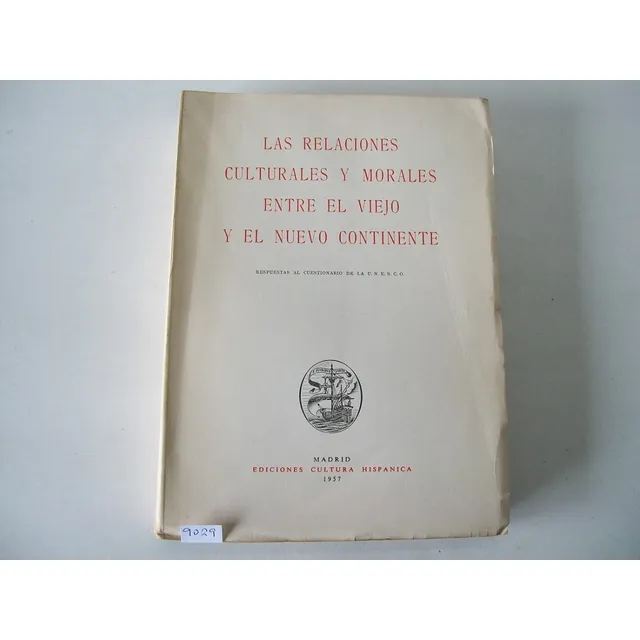 LAS RELACIONES
CULTURALES Y MORALES
ENTRE EL VIEJO
Y EL NUEVO CONTINENTE
RESPUESTAS AL CUESTIONARIO DE LA U. N. E. S. C. O.
MADRID
EDICIONES CULTURA HISPANICA
1957
9029